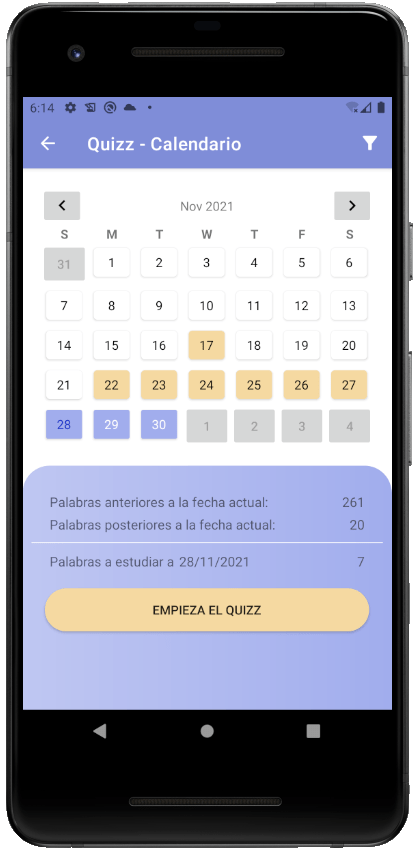 6:14
Quizz - Calendario
Nov 2021
S M T W T F S
31 1 2 3 4 5 6
7 8 9 10 11 12 13
14 15 16 17 18 19 20
21 22 23 24 25 26 27
28 29 30 1 2 3 4
Palabras anteriores a la fecha actual: 261
Palabras posteriores a la fecha actual: 20
Palabras a estudiar a 28/11/2021 7
EMPIEZA EL QUIZZ